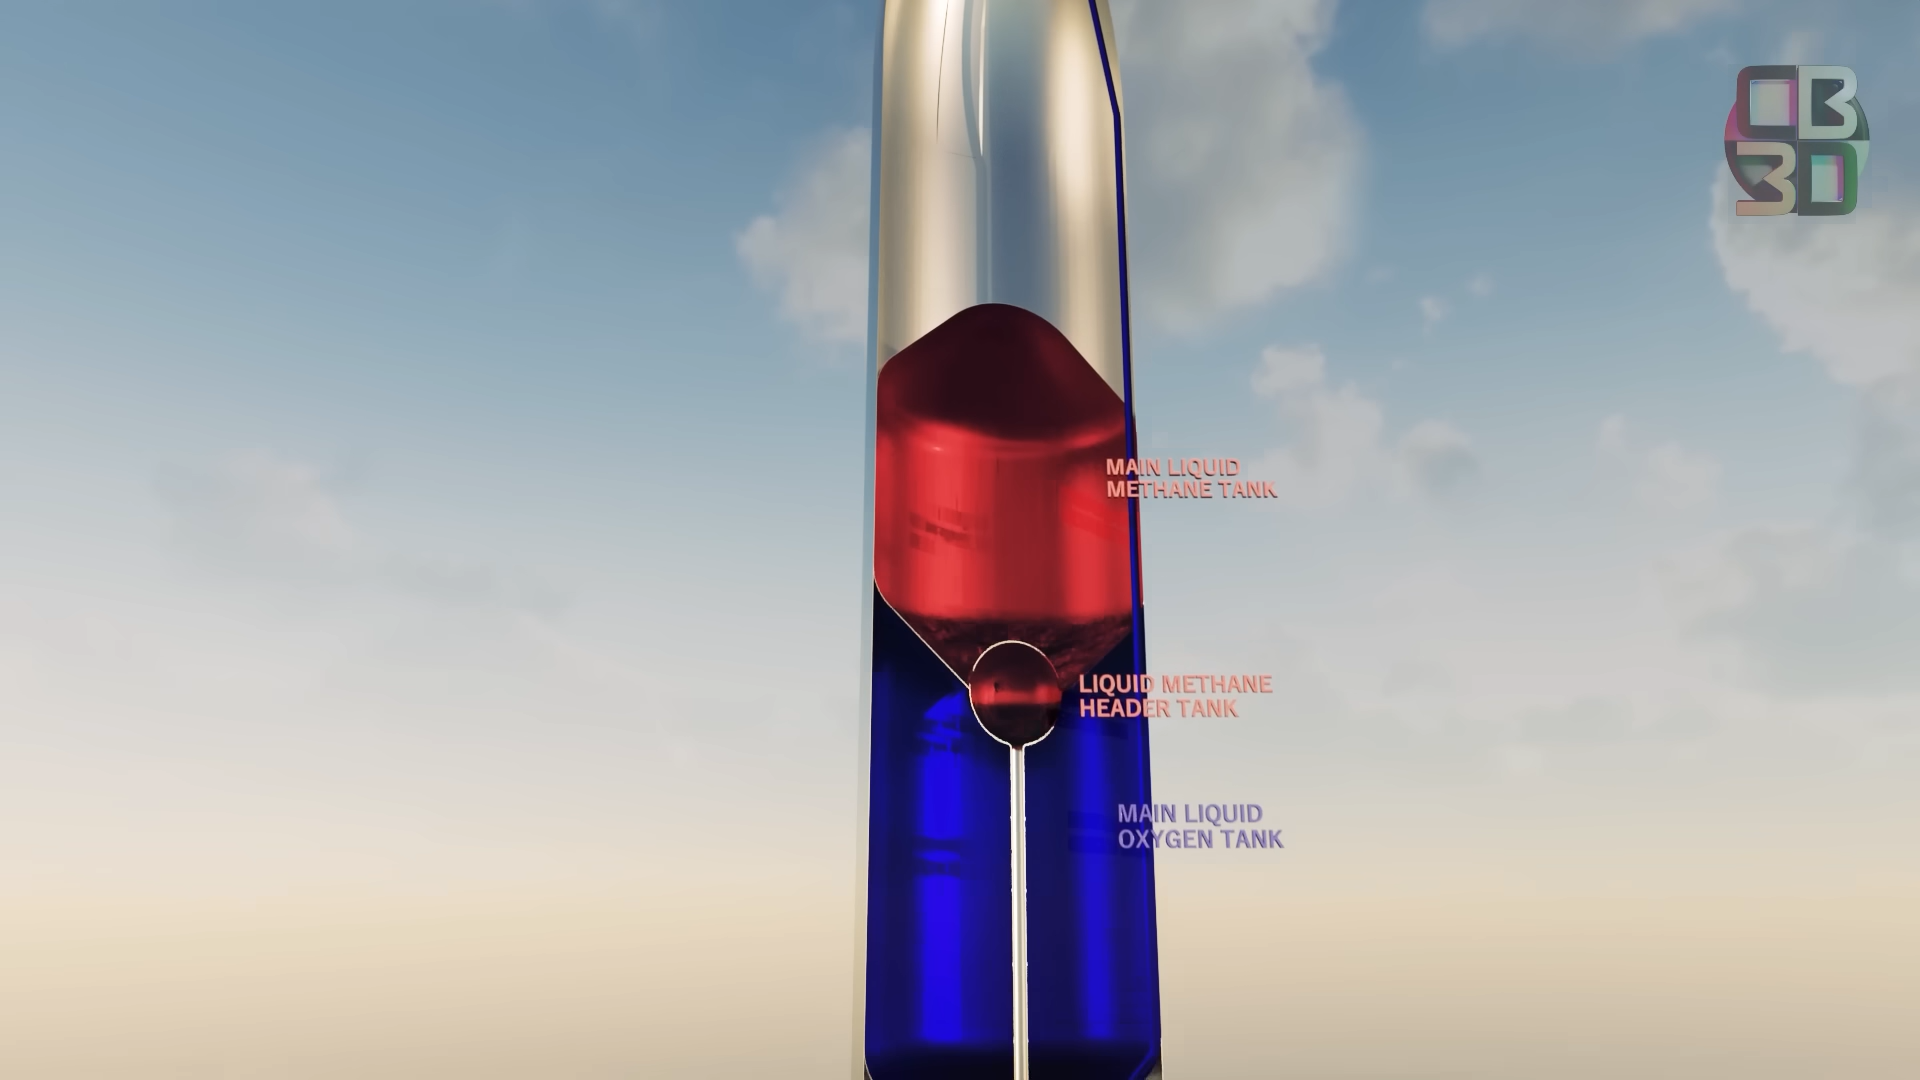 CB
3D
MAIN LIQUID
METHANE TANK
LIQUID METHANE
HEADER TANK
MAIN LIQUID
OXYGEN TANK